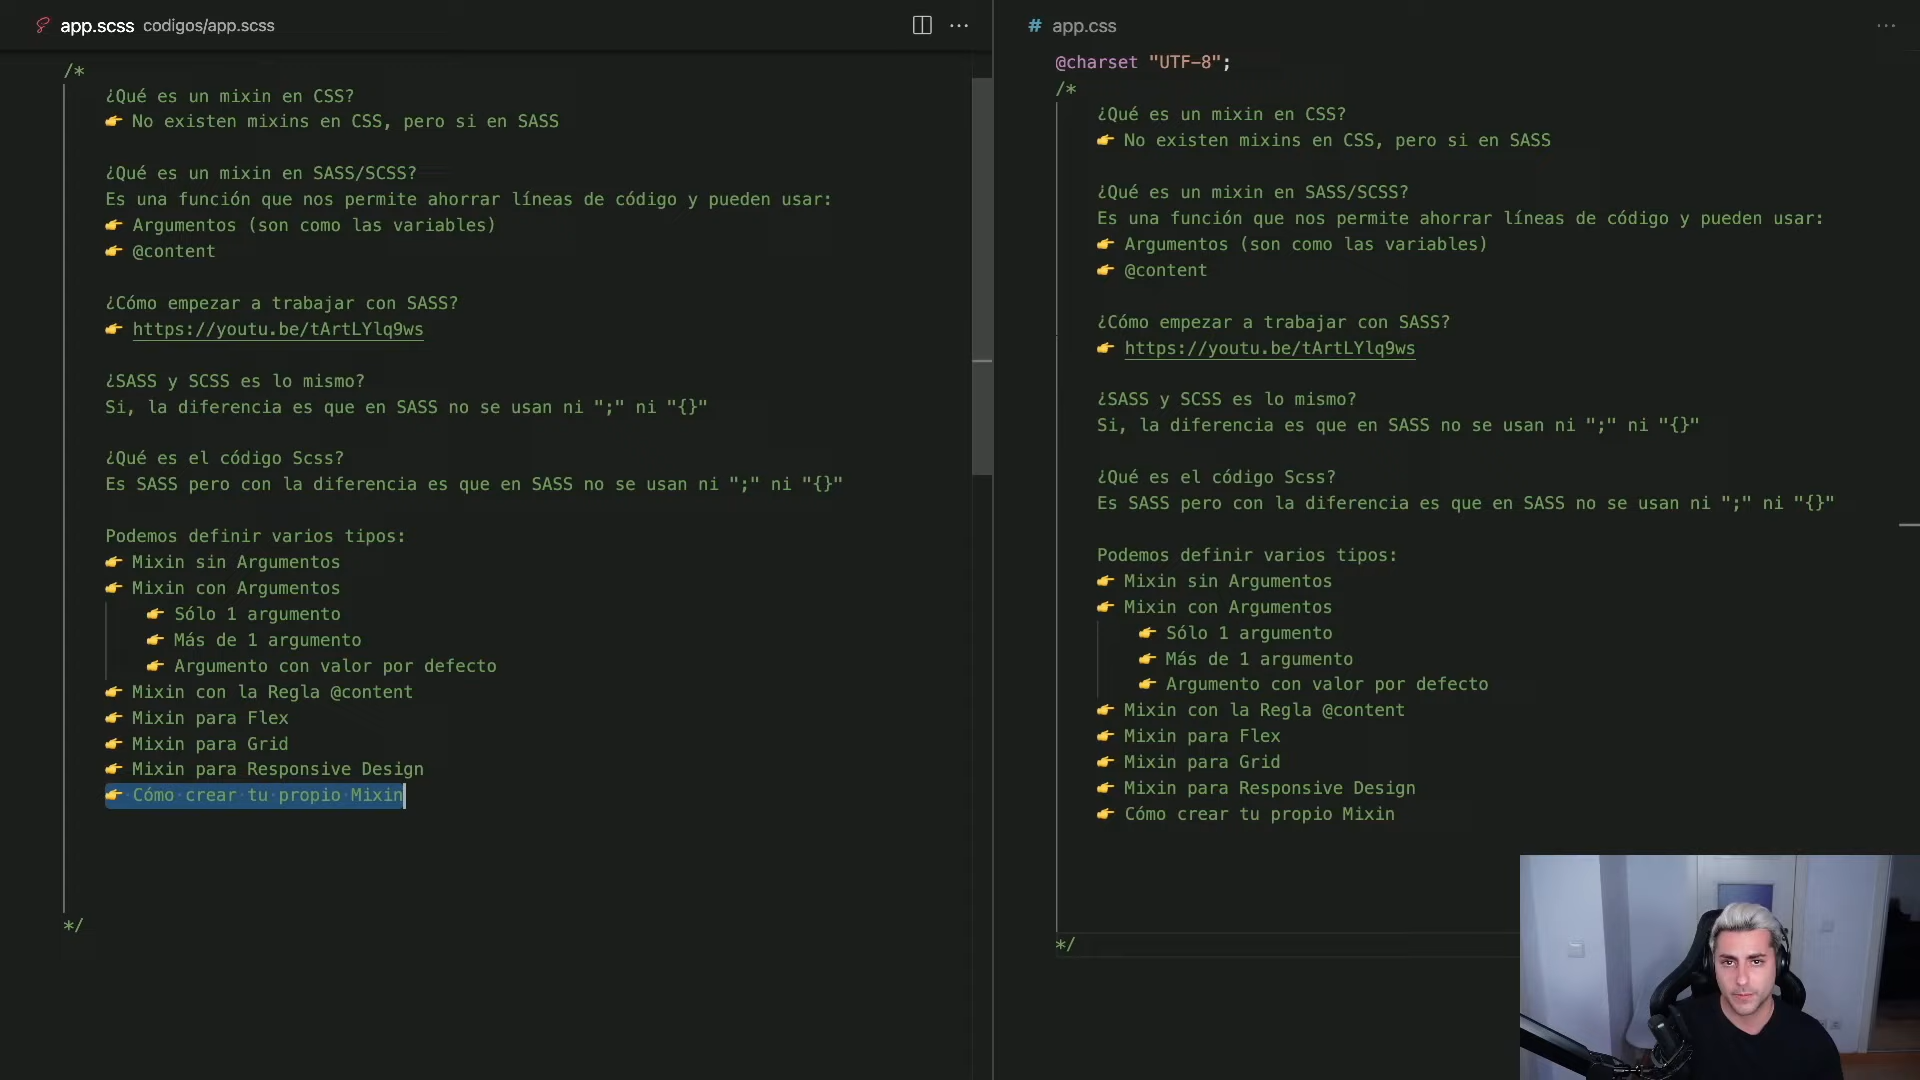 app.scss codigos/app.scss
/*
¿Qué es un mixin en CSS?
👉 No existen mixins en CSS, pero si en SASS
¿Qué es un mixin en SASS/SCSS?
Es una función que nos permite ahorrar líneas de código y pueden usar:
👉 Argumentos (son como las variables)
👉 @content
¿Cómo empezar a trabajar con SASS?
👉 https://youtu.be/tArtLYlq9ws
¿SASS y SCSS es lo mismo?
Si, la diferencia es que en SASS no se usan ni ";" ni "{}"
¿Qué es el código Scss?
Es SASS pero con la diferencia es que en SASS no se usan ni ";" ni "{}"
Podemos definir varios tipos:
👉 Mixin sin Argumentos
👉 Mixin con Argumentos
👉 Sólo 1 argumento
👉 Más de 1 argumento
👉 Argumento con valor por defecto
👉 Mixin con la Regla @content
👉 Mixin para Flex
👉 Mixin para Grid
👉 Mixin para Responsive Design
👉 Cómo crear tu propio Mixin
*/
# app.css
@charset "UTF-8";
/*
¿Qué es un mixin en CSS?
👉 No existen mixins en CSS, pero si en SASS
¿Qué es un mixin en SASS/SCSS?
Es una función que nos permite ahorrar líneas de código y pueden usar:
👉 Argumentos (son como las variables)
👉 @content
¿Cómo empezar a trabajar con SASS?
👉 https://youtu.be/tArtLYlq9ws
¿SASS y SCSS es lo mismo?
Si, la diferencia es que en SASS no se usan ni ";" ni "{}"
¿Qué es el código Scss?
Es SASS pero con la diferencia es que en SASS no se usan ni ";" ni "{}"
Podemos definir varios tipos:
👉 Mixin sin Argumentos
👉 Mixin con Argumentos
👉 Sólo 1 argumento
👉 Más de 1 argumento
👉 Argumento con valor por defecto
👉 Mixin con la Regla @content
👉 Mixin para Flex
👉 Mixin para Grid
👉 Mixin para Responsive Design
👉 Cómo crear tu propio Mixin
*/